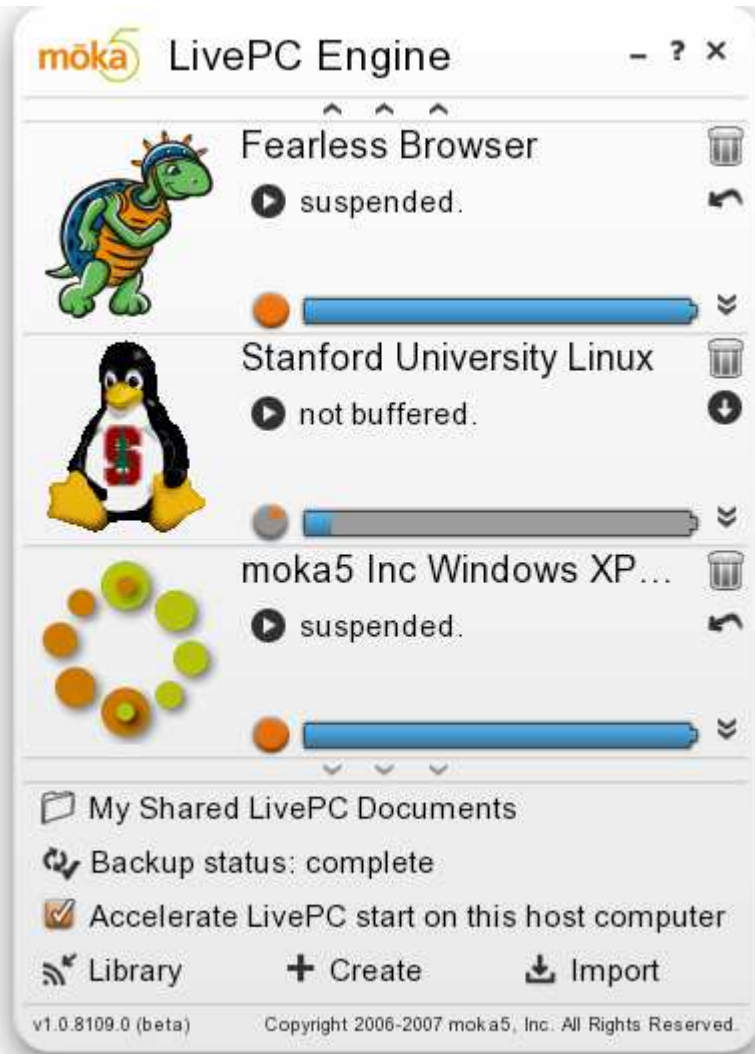 mōka5 LivePC Engine
Fearless Browser
suspended.
Stanford University Linux
not buffered.
S
moka5 Inc Windows XP...
suspended.
My Shared LivePC Documents
Backup status: complete
Accelerate LivePC start on this host computer
Library Create Import
v1.0.8109.0 (beta) Copyright 2006-2007 moka5, Inc. All Rights Reserved.